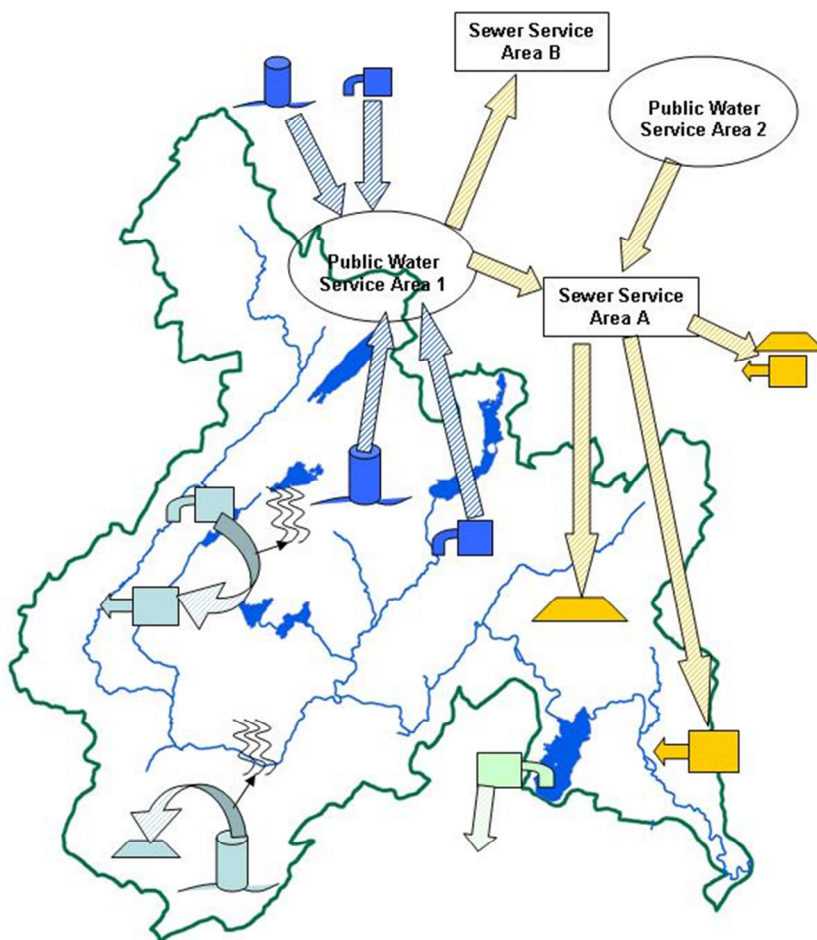 Sewer Service
Area B
Public Water
Service Area 2
Public Water
Service Area 1
Sewer Service
Area A